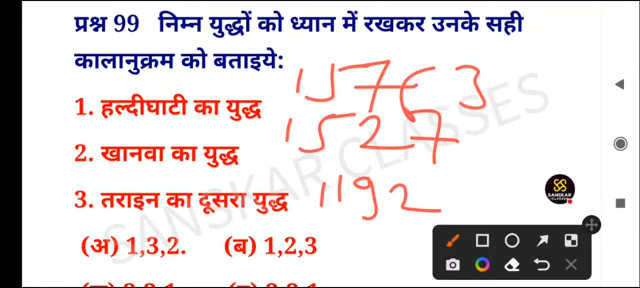 प्रश्न 99 निम्न युद्धों को ध्यान में रखकर उनके सही
कालानुक्रम को बताइये:
1. हल्दीघाटी का युद्ध 1576 3
2. खानवा का युद्ध 1527
3. तराइन का दूसरा युद्ध 1192
(अ) 1,3,2. (ब) 1,2,3
SANSKAR CLASSES